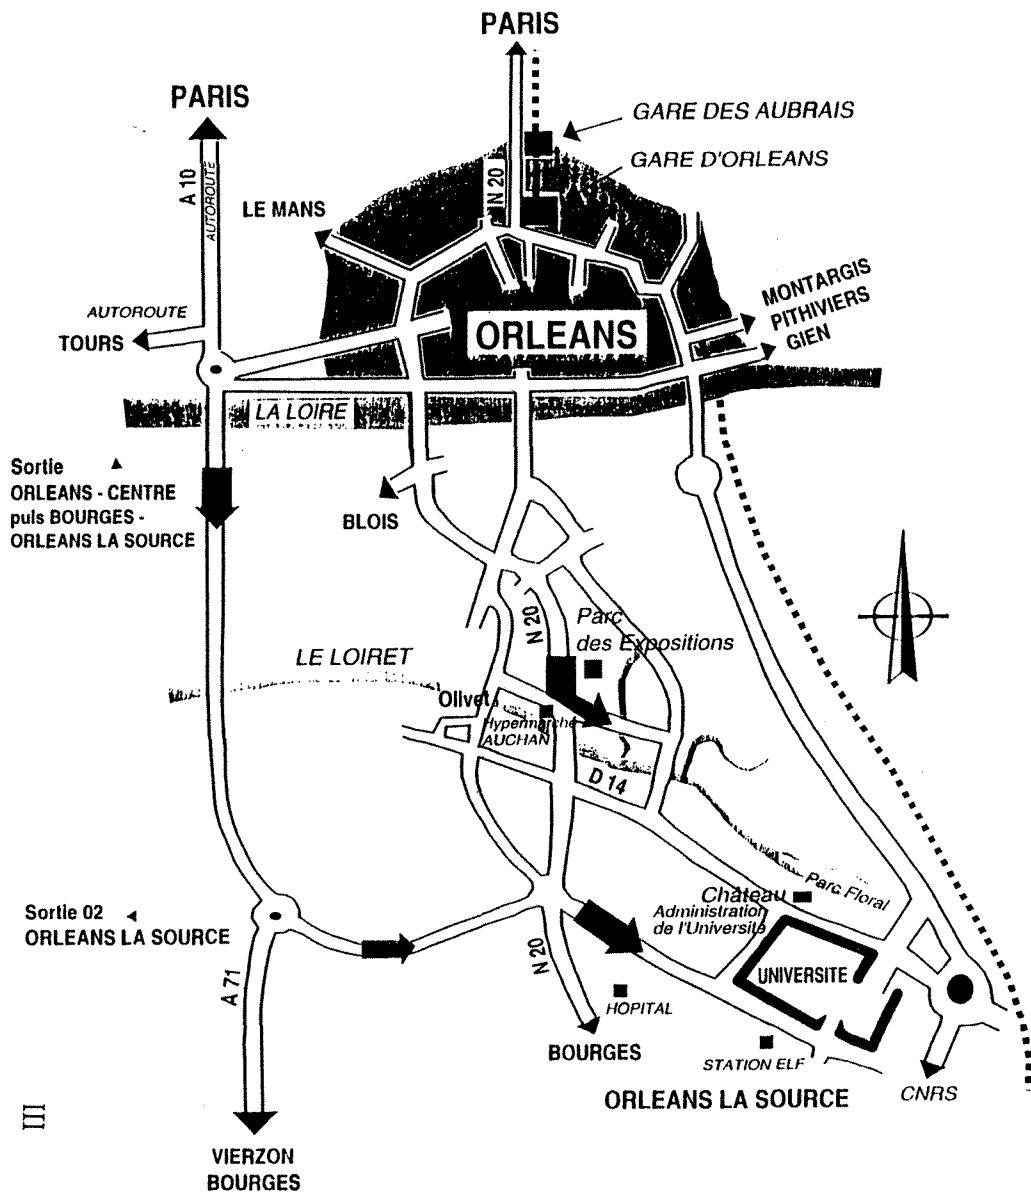 PARIS
PARIS
GARE DES AUBRAIS
GARE D'ORLEANS
A 10
AUTOROUTE
N 20
LE MANS
MONTARGIS
PITHIVIERS
GIEN
AUTOROUTE
TOURS
ORLEANS
LA LOIRE
Sortie
ORLEANS - CENTRE
puls BOURGES -
ORLEANS LA SOURCE
BLOIS
N 20
Parc
des Expositions
LE LOIRET
Olivet
Hypermarché
AUCHAN
D 14
Château
Parc Floral
Administration
de l'Université
Sortie 02
ORLEANS LA SOURCE
A 71
N 20
UNIVERSITE
HOPITAL
BOURGES
STATION ELF
ORLEANS LA SOURCE
CNRS
III
VIERZON
BOURGES